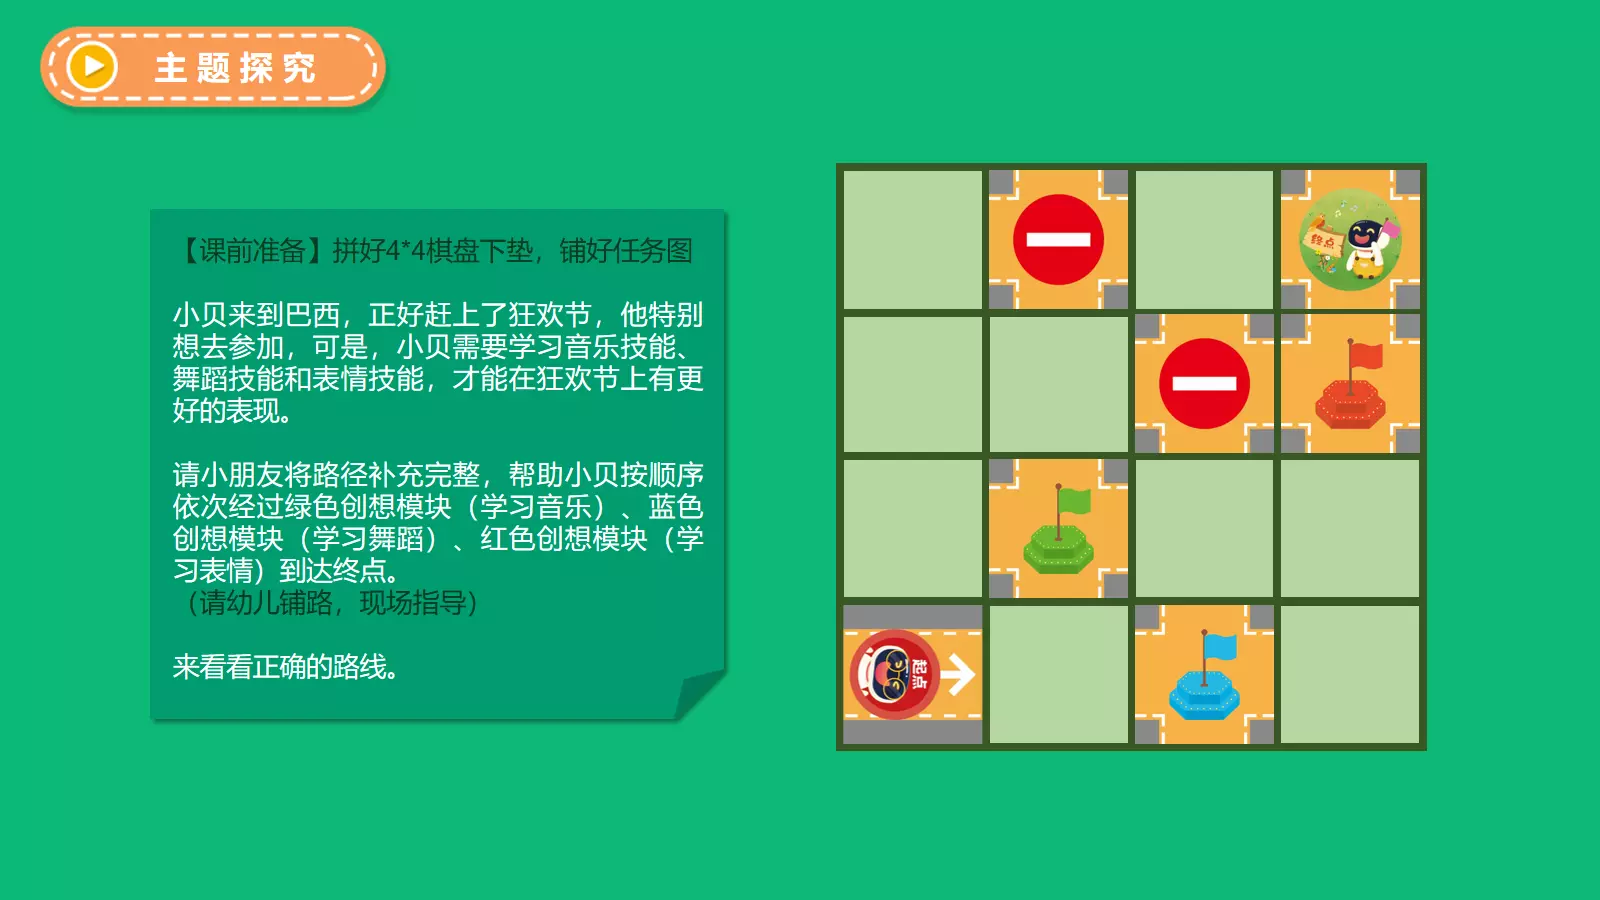 主题探究
【课前准备】拼好4*4棋盘下垫，铺好任务图
小贝来到巴西，正好赶上了狂欢节，他特别
想去参加，可是，小贝需要学习音乐技能、
舞蹈技能和表情技能，才能在狂欢节上有更
好的表现。
请小朋友将路径补充完整，帮助小贝按顺序
依次经过绿色创想模块（学习音乐）、蓝色
创想模块（学习舞蹈）、红色创想模块（学
习表情）到达终点。
（请幼儿铺路，现场指导）
来看看正确的路线。
终点
起点